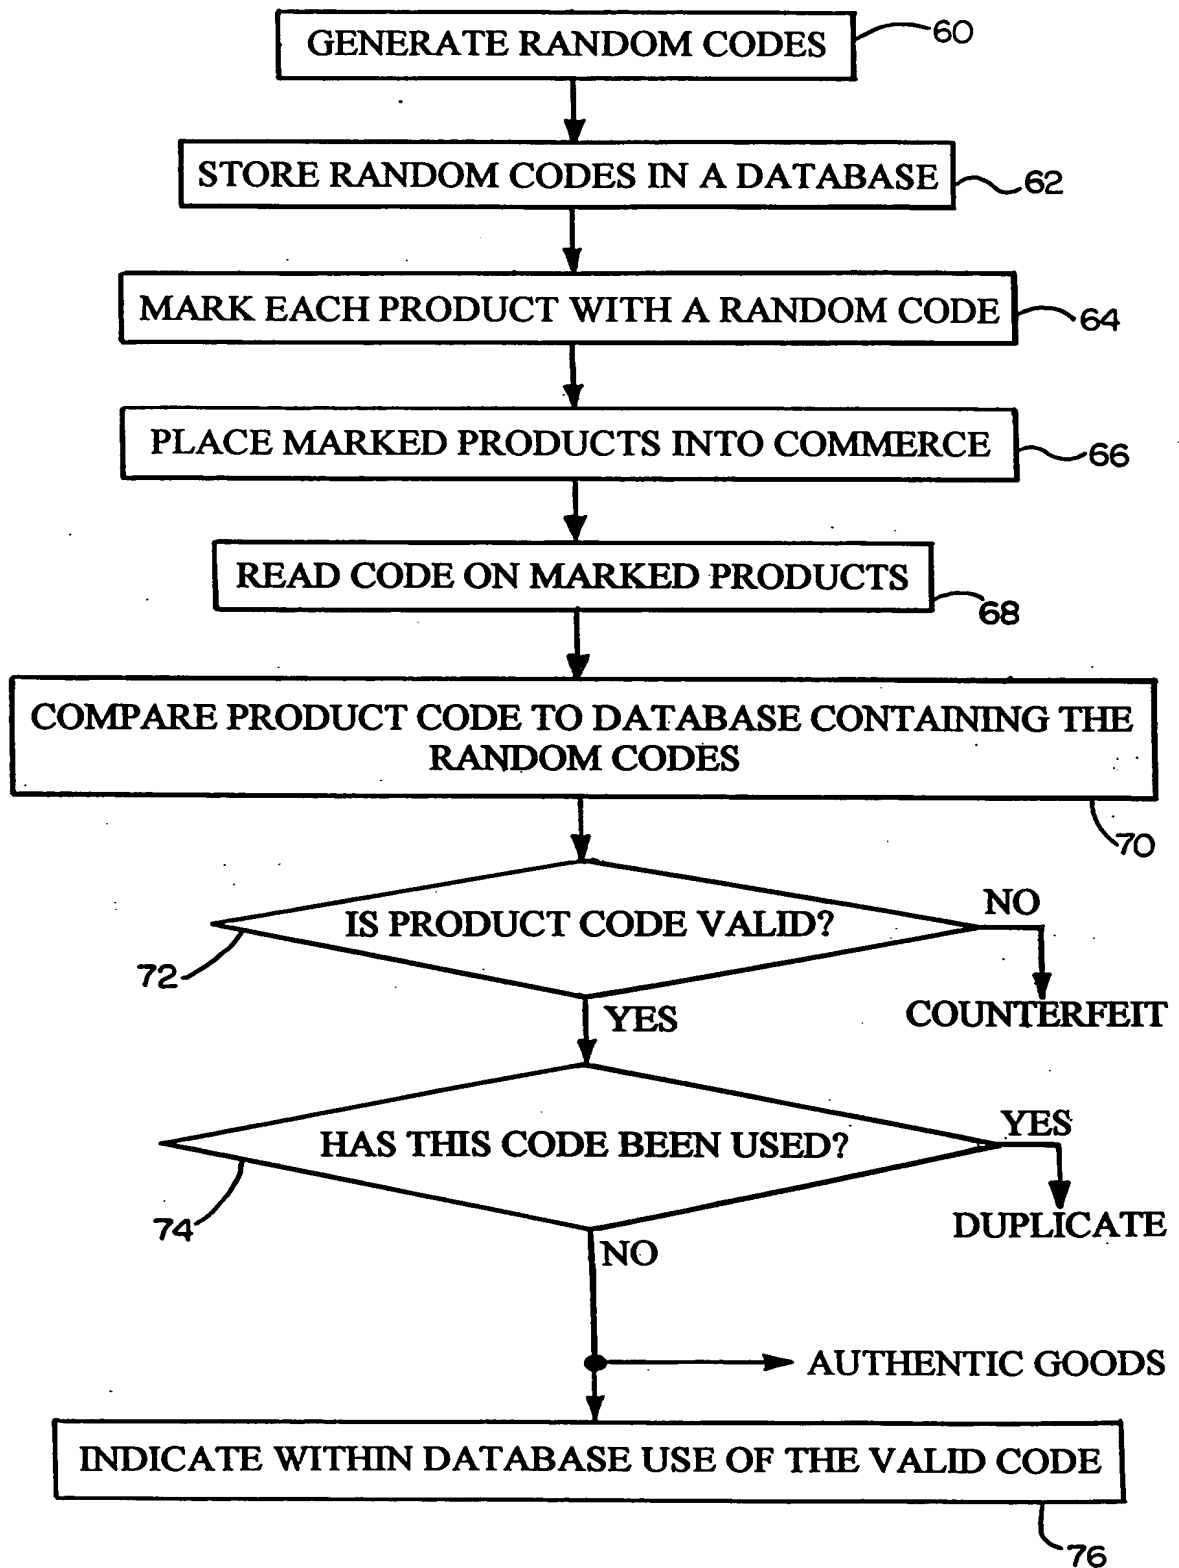 GENERATE RANDOM CODES
60
STORE RANDOM CODES IN A DATABASE
62
MARK EACH PRODUCT WITH A RANDOM CODE
64
PLACE MARKED PRODUCTS INTO COMMERCE
66
READ CODE ON MARKED PRODUCTS
68
COMPARE PRODUCT CODE TO DATABASE CONTAINING THE
RANDOM CODES
70
IS PRODUCT CODE VALID?
NO
72
COUNTERFEIT
YES
HAS THIS CODE BEEN USED?
YES
74
DUPLICATE
NO
AUTHENTIC GOODS
INDICATE WITHIN DATABASE USE OF THE VALID CODE
76